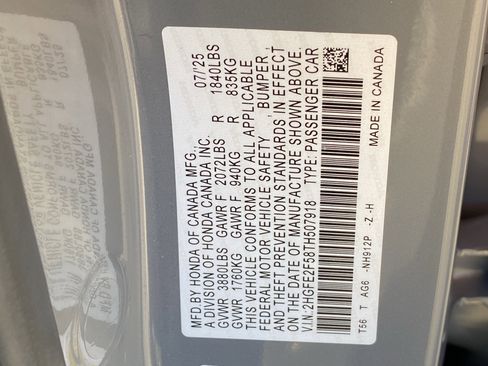 MFD. BY HONDA OF CANADA MFG., 07/25
A DIVISION OF HONDA CANADA INC.
GVWR 3880LBS GAWR F 2072LBS R 1840LBS
GVWR 1760KG GAWR F 940KG R 835KG
THIS VEHICLE CONFORMS TO ALL APPLICABLE
FEDERAL MOTOR VEHICLE SAFETY , BUMPER ,
AND THEFT PREVENTION STANDARDS IN EFFECT
ON THE DATE OF MANUFACTURE SHOWN ABOVE.
V.I.N: 2HGFE2F58TH607918 TYPE: PASSENGER CAR
T56 T AG6 -NH912P -Z -H MADE IN CANADA